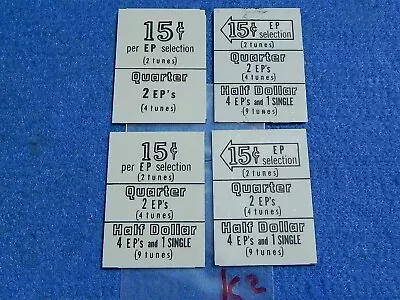 15¢
per EP selection
(2 tunes)
Quarter
2 EP's
(4 tunes)
15¢ EP
selection
(2 tunes)
Quarter
2 EP's
(4 tunes)
Half Dollar
4 EP's and 1 SINGLE
(9 tunes)
15¢
per EP selection
(2 tunes)
Quarter
2 EP's
(4 tunes)
Half Dollar
4 EP's and 1 SINGLE
(9 tunes)
15¢ EP
selection
(2 tunes)
Quarter
2 EP's
(4 tunes)
Half Dollar
4 EP's and 1 SINGLE
(9 tunes)
K2